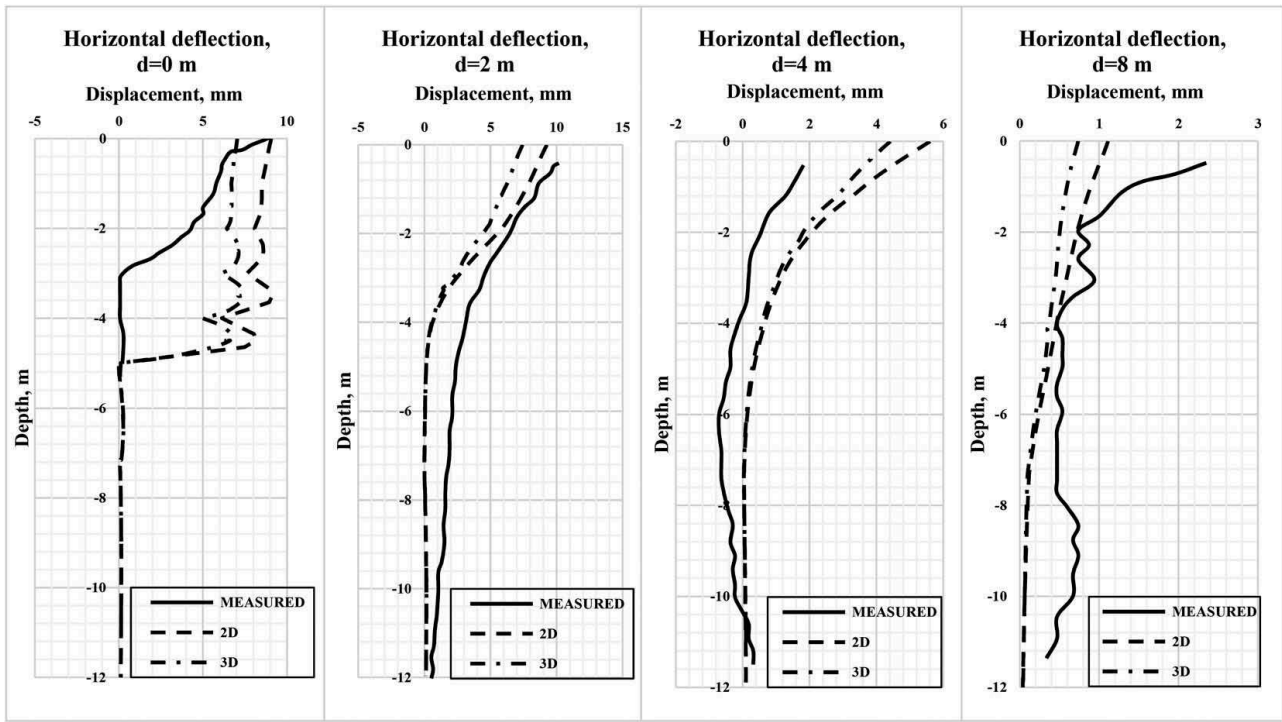 Horizontal deflection,
d=0 m
Displacement, mm
-5 0 5 10
0
-2
-4
-6
-8
-10
-12
Depth, m
MEASURED
2D
3D
Horizontal deflection,
d=2 m
Displacement, mm
-5 0 5 10 15
0
-2
-4
-6
-8
-10
-12
Depth, m
MEASURED
2D
3D
Horizontal deflection,
d=4 m
Displacement, mm
-2 0 2 4 6
0
-2
-4
-6
-8
-10
-12
Depth, m
MEASURED
2D
3D
Horizontal deflection,
d=8 m
Displacement, mm
0 1 2 3
0
-2
-4
-6
-8
-10
-12
Depth, m
MEASURED
2D
3D